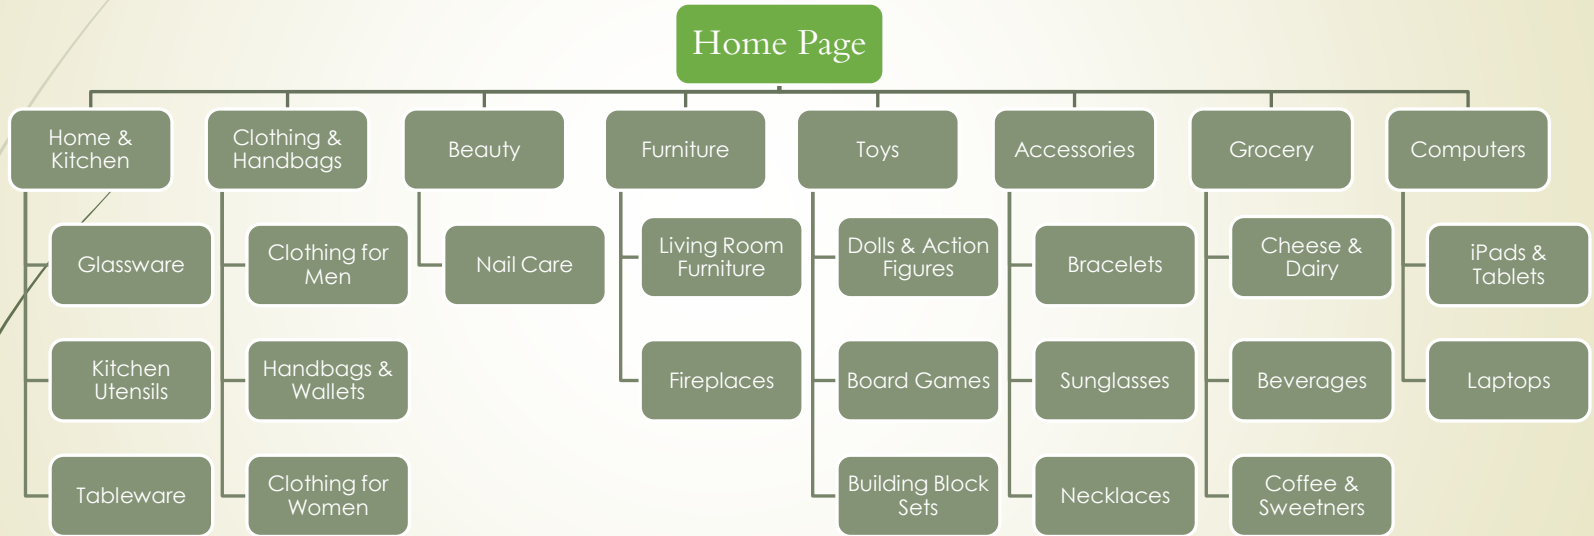 Home Page
Home &
Kitchen
Clothing &
Handbags
Beauty
Furniture
Toys
Accessories
Grocery
Computers
Glassware
Clothing for
Men
Nail Care
Living Room
Furniture
Dolls & Action
Figures
Bracelets
Cheese &
Dairy
iPads &
Tablets
Kitchen
Utensils
Handbags &
Wallets
Fireplaces
Board Games
Sunglasses
Beverages
Laptops
Tableware
Clothing for
Women
Building Block
Sets
Necklaces
Coffee &
Sweetners